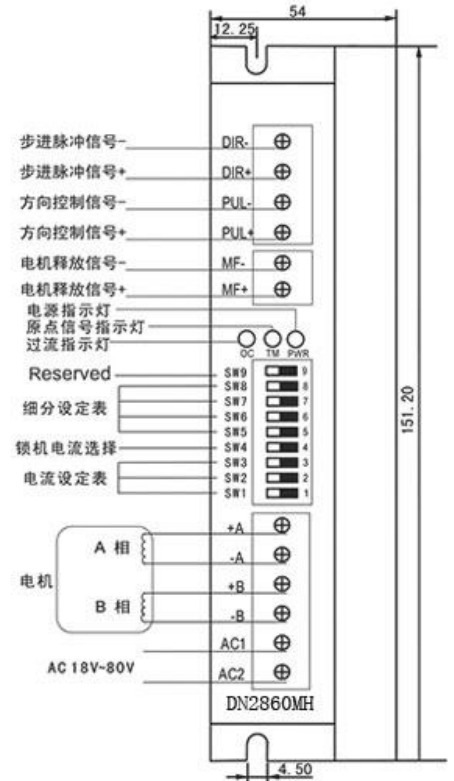 54
12.25
步进脉冲信号- DIR-
步进脉冲信号+ DIR+
方向控制信号- PUL-
方向控制信号+ PUL+
电机释放信号- MF-
电机释放信号+ MF+
电源指示灯
原点信号指示灯
过流指示灯
OC TM PWR
Reserved SW9 9
SW8 8
细分设定表 SW7 7
SW6 6
SW5 5
锁机电流选择 SW4 4
SW3 3
电流设定表 SW2 2
SW1 1
151.20
+A
A 相
-A
电机
+B
B 相
-B
AC1
AC 18V~80V
AC2
DN2860MH
4.50